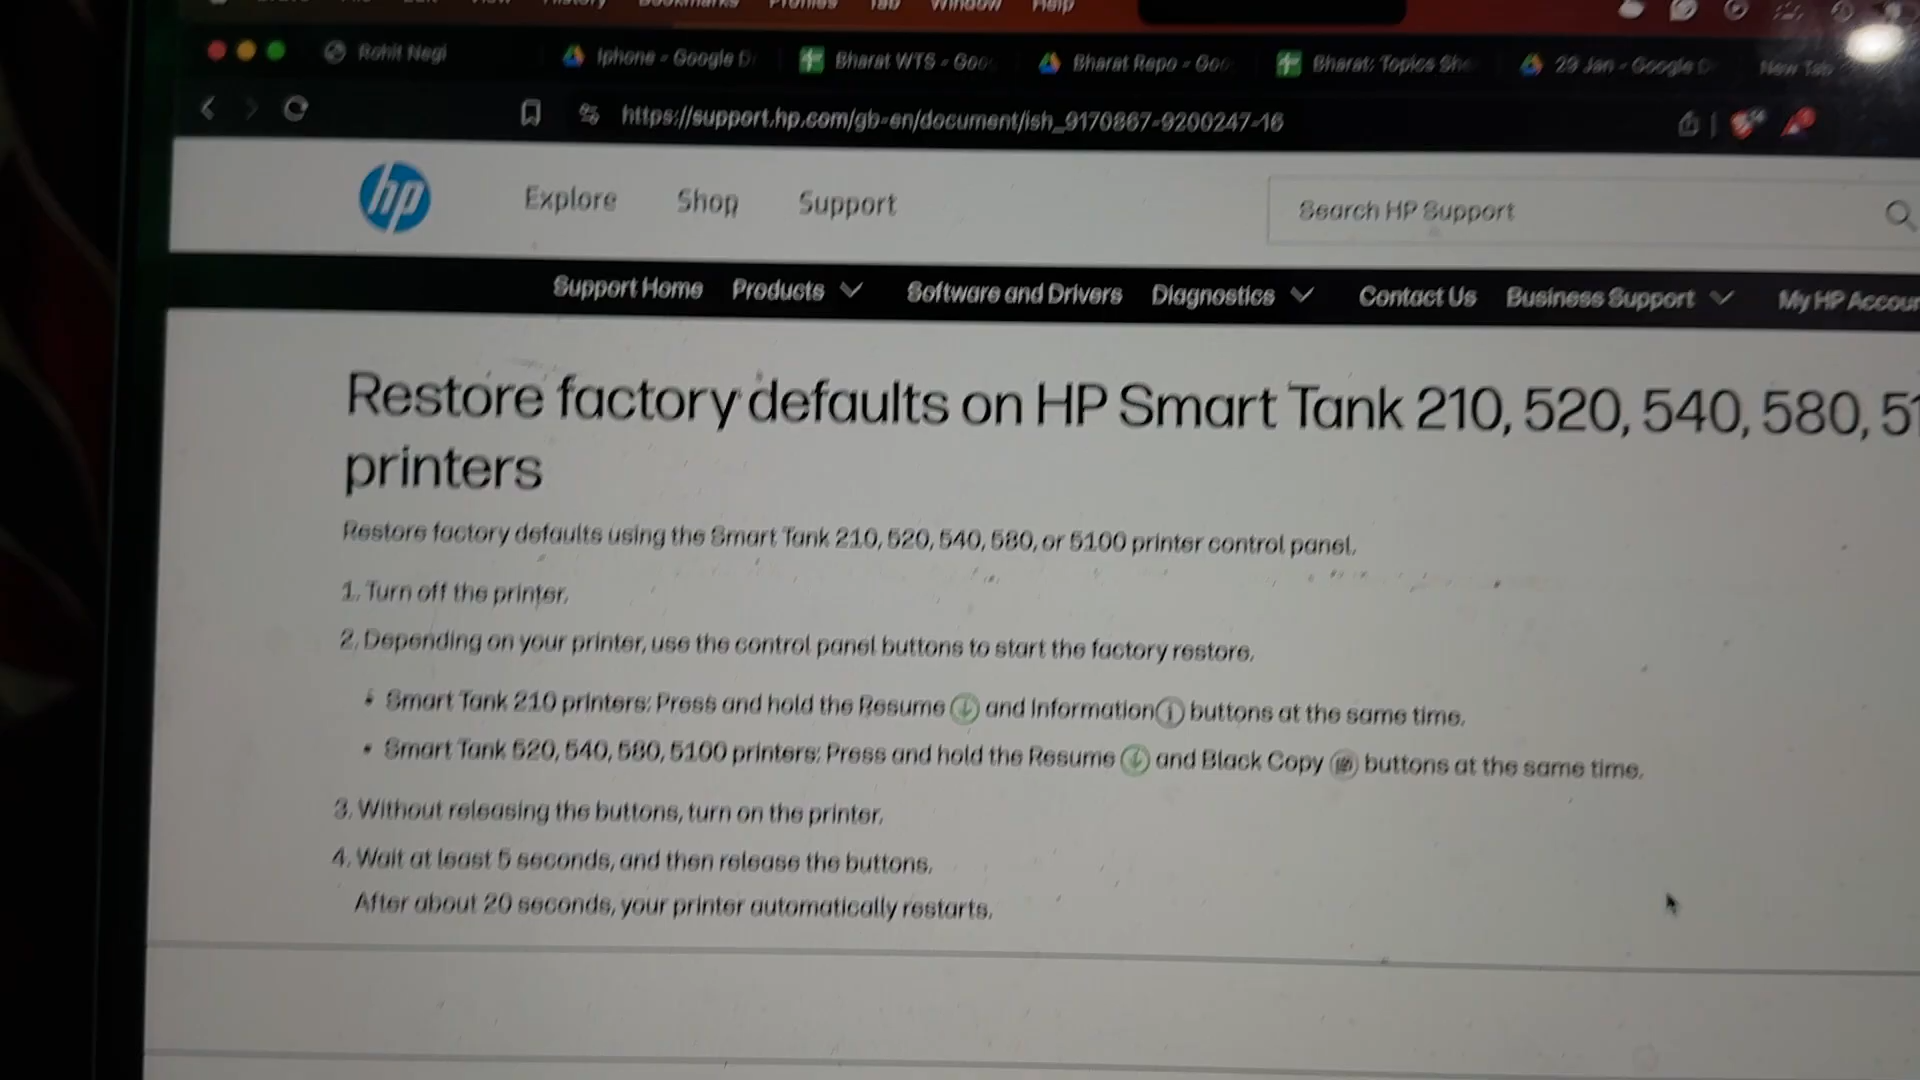 History Bookmarks Profiles Tab Window Help
Rohit Negi Iphone - Google D Bharat WTS - Goo Bharat Repo - Goo Bharat: Topics She 29 Jan - Google D New Tab
https://support.hp.com/gb-en/document/ish_9170867-9200247-16
hp Explore Shop Support Search HP Support
Support Home Products Software and Drivers Diagnostics Contact Us Business Support My HP Accoun
Restore factory defaults on HP Smart Tank 210, 520, 540, 580, 51
printers
Restore factory defaults using the Smart Tank 210, 520, 540, 580, or 5100 printer control panel.
1. Turn off the printer.
2. Depending on your printer, use the control panel buttons to start the factory restore.
• Smart Tank 210 printers: Press and hold the Resume and Information buttons at the same time.
• Smart Tank 520, 540, 580, 5100 printers: Press and hold the Resume and Black Copy buttons at the same time.
3. Without releasing the buttons, turn on the printer.
4. Wait at least 5 seconds, and then release the buttons.
After about 20 seconds, your printer automatically restarts.